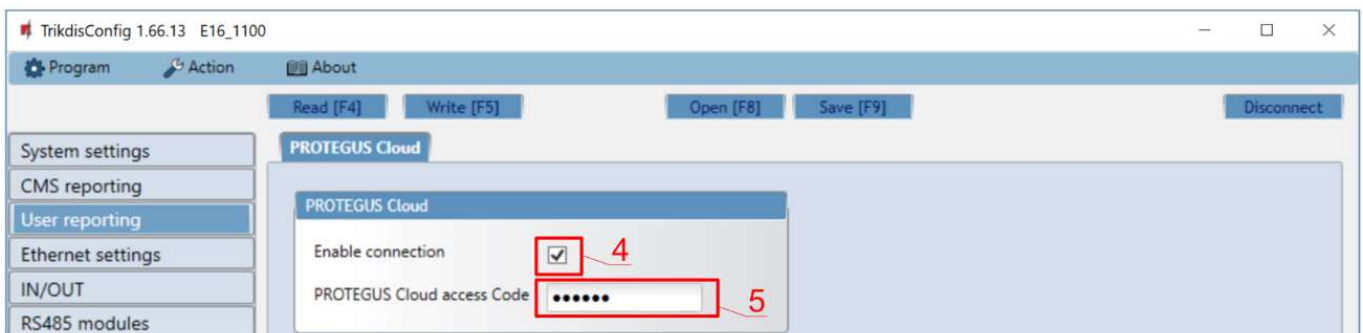 TrikdisConfig 1.66.13 E16_1100
Program Action About
Read [F4] Write [F5] Open [F8] Save [F9] Disconnect
System settings
CMS reporting
User reporting
Ethernet settings
IN/OUT
RS485 modules
PROTEGUS Cloud
PROTEGUS Cloud
Enable connection 4
PROTEGUS Cloud access Code •••••• 5